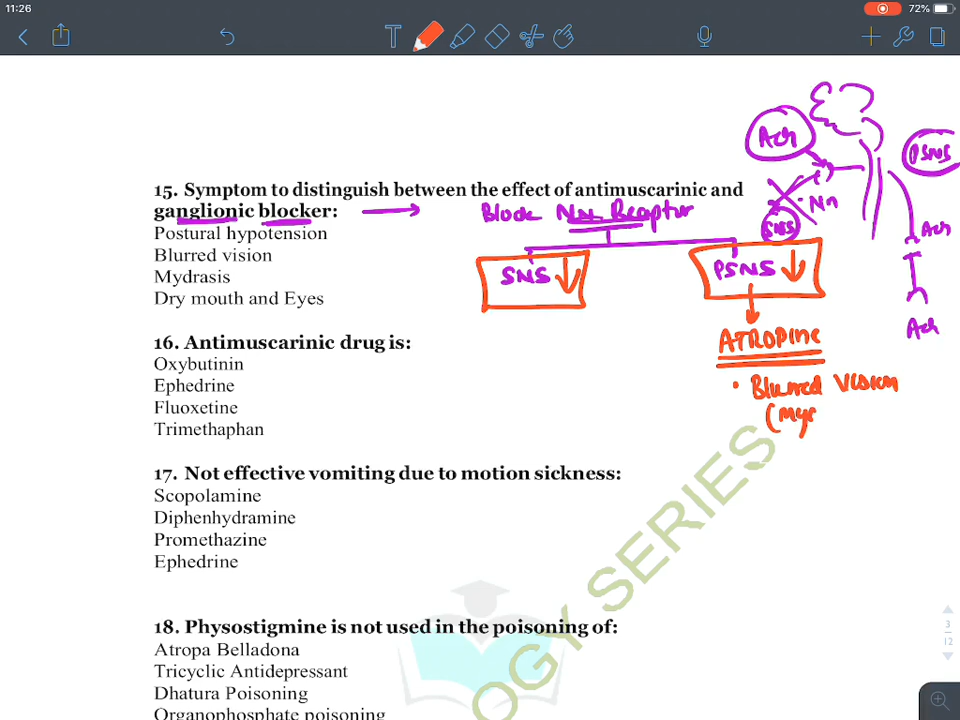 11:26
72%
T
15. Symptom to distinguish between the effect of antimuscarinic and
ganglionic blocker:
Postural hypotension
Blurred vision
Mydrasis
Dry mouth and Eyes
Block Nn Receptor
SNS
PSNS
ATROPINE
• Blurred Vision
(Myd
Ach
PSNS
Nn
SNS
Ach
Ach
16. Antimuscarinic drug is:
Oxybutinin
Ephedrine
Fluoxetine
Trimethaphan
17. Not effective vomiting due to motion sickness:
Scopolamine
Diphenhydramine
Promethazine
Ephedrine
18. Physostigmine is not used in the poisoning of:
Atropa Belladona
Tricyclic Antidepressant
Dhatura Poisoning
Organophosphate poisoning
OGY SERIES
3
12